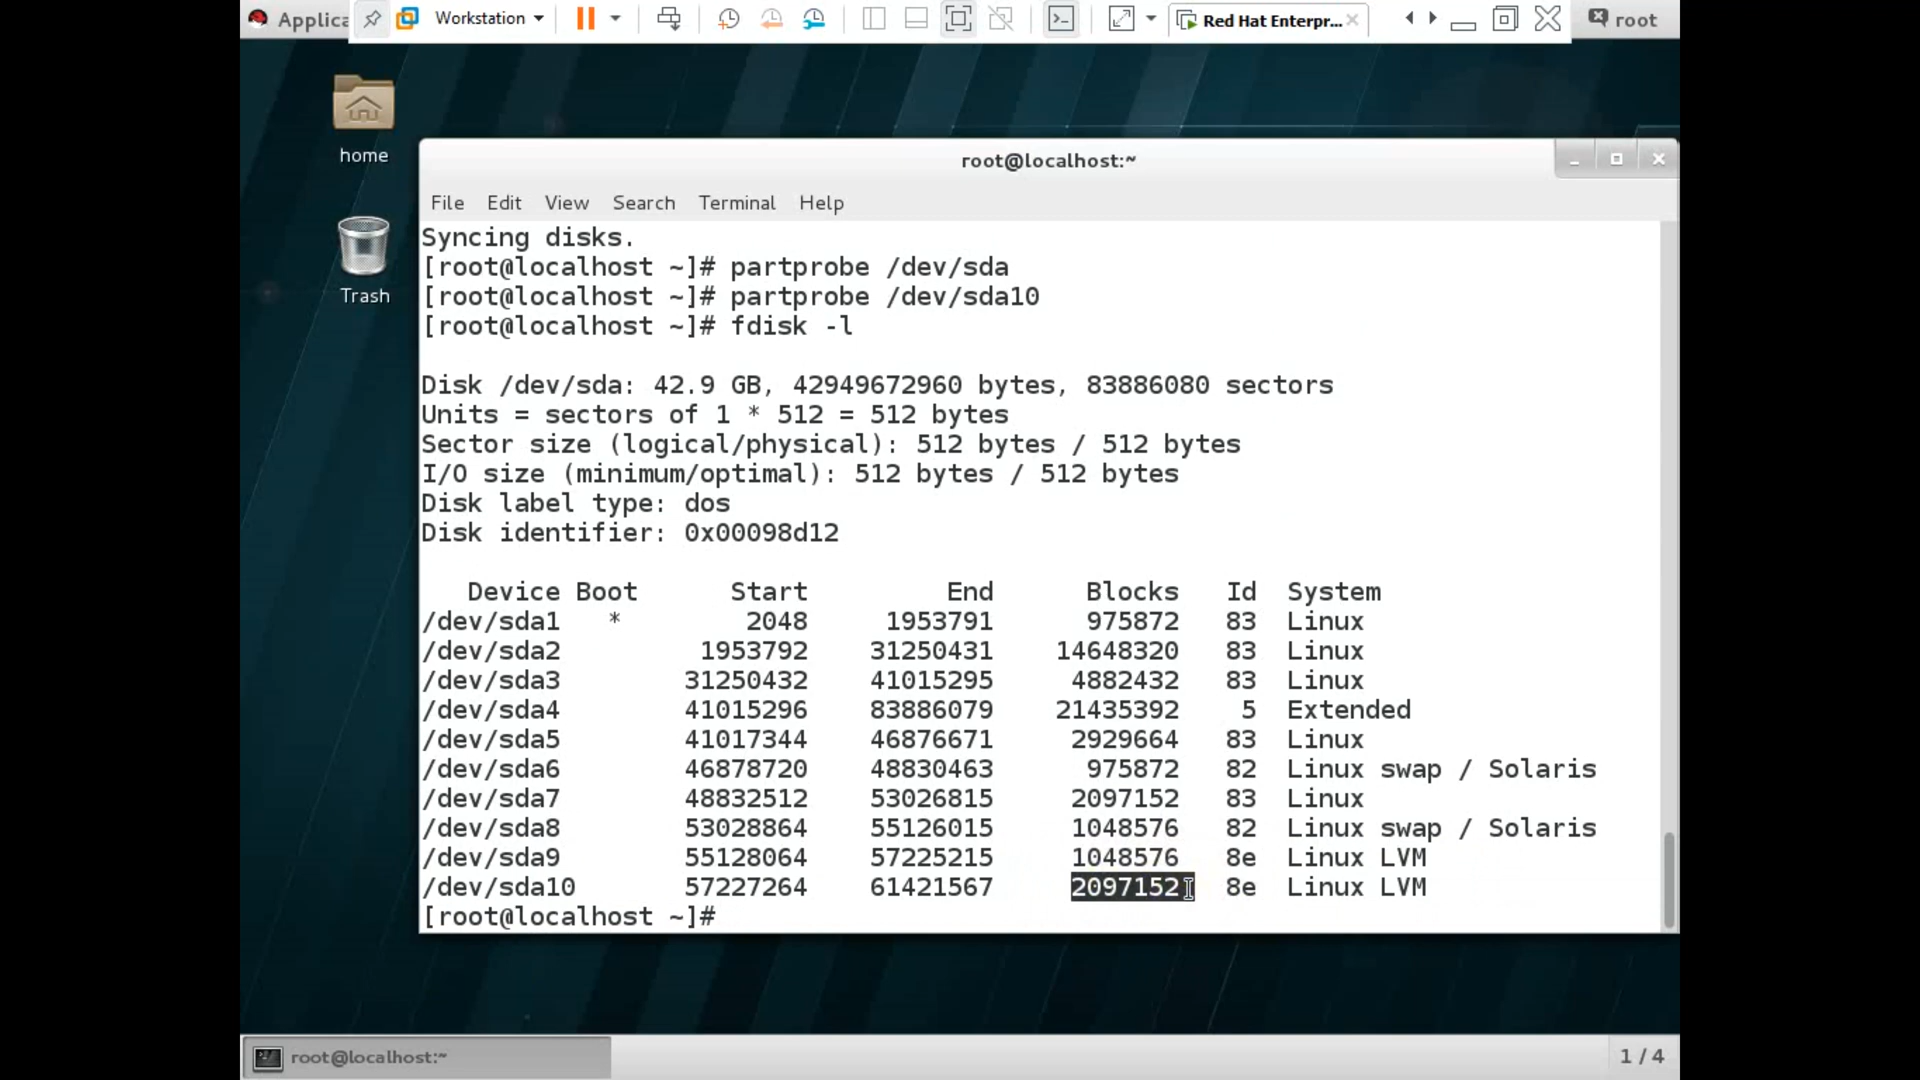 Applica
Workstation
Red Hat Enterpr...
root
home
Trash
root@localhost:~
File Edit View Search Terminal Help
Syncing disks.
[root@localhost ~]# partprobe /dev/sda
[root@localhost ~]# partprobe /dev/sda10
[root@localhost ~]# fdisk -l
Disk /dev/sda: 42.9 GB, 42949672960 bytes, 83886080 sectors
Units = sectors of 1 * 512 = 512 bytes
Sector size (logical/physical): 512 bytes / 512 bytes
I/O size (minimum/optimal): 512 bytes / 512 bytes
Disk label type: dos
Disk identifier: 0x00098d12
Device Boot Start End Blocks Id System
/dev/sda1 * 2048 1953791 975872 83 Linux
/dev/sda2 1953792 31250431 14648320 83 Linux
/dev/sda3 31250432 41015295 4882432 83 Linux
/dev/sda4 41015296 83886079 21435392 5 Extended
/dev/sda5 41017344 46876671 2929664 83 Linux
/dev/sda6 46878720 48830463 975872 82 Linux swap / Solaris
/dev/sda7 48832512 53026815 2097152 83 Linux
/dev/sda8 53028864 55126015 1048576 82 Linux swap / Solaris
/dev/sda9 55128064 57225215 1048576 8e Linux LVM
/dev/sda10 57227264 61421567 2097152 8e Linux LVM
[root@localhost ~]#
root@localhost:~
1 / 4